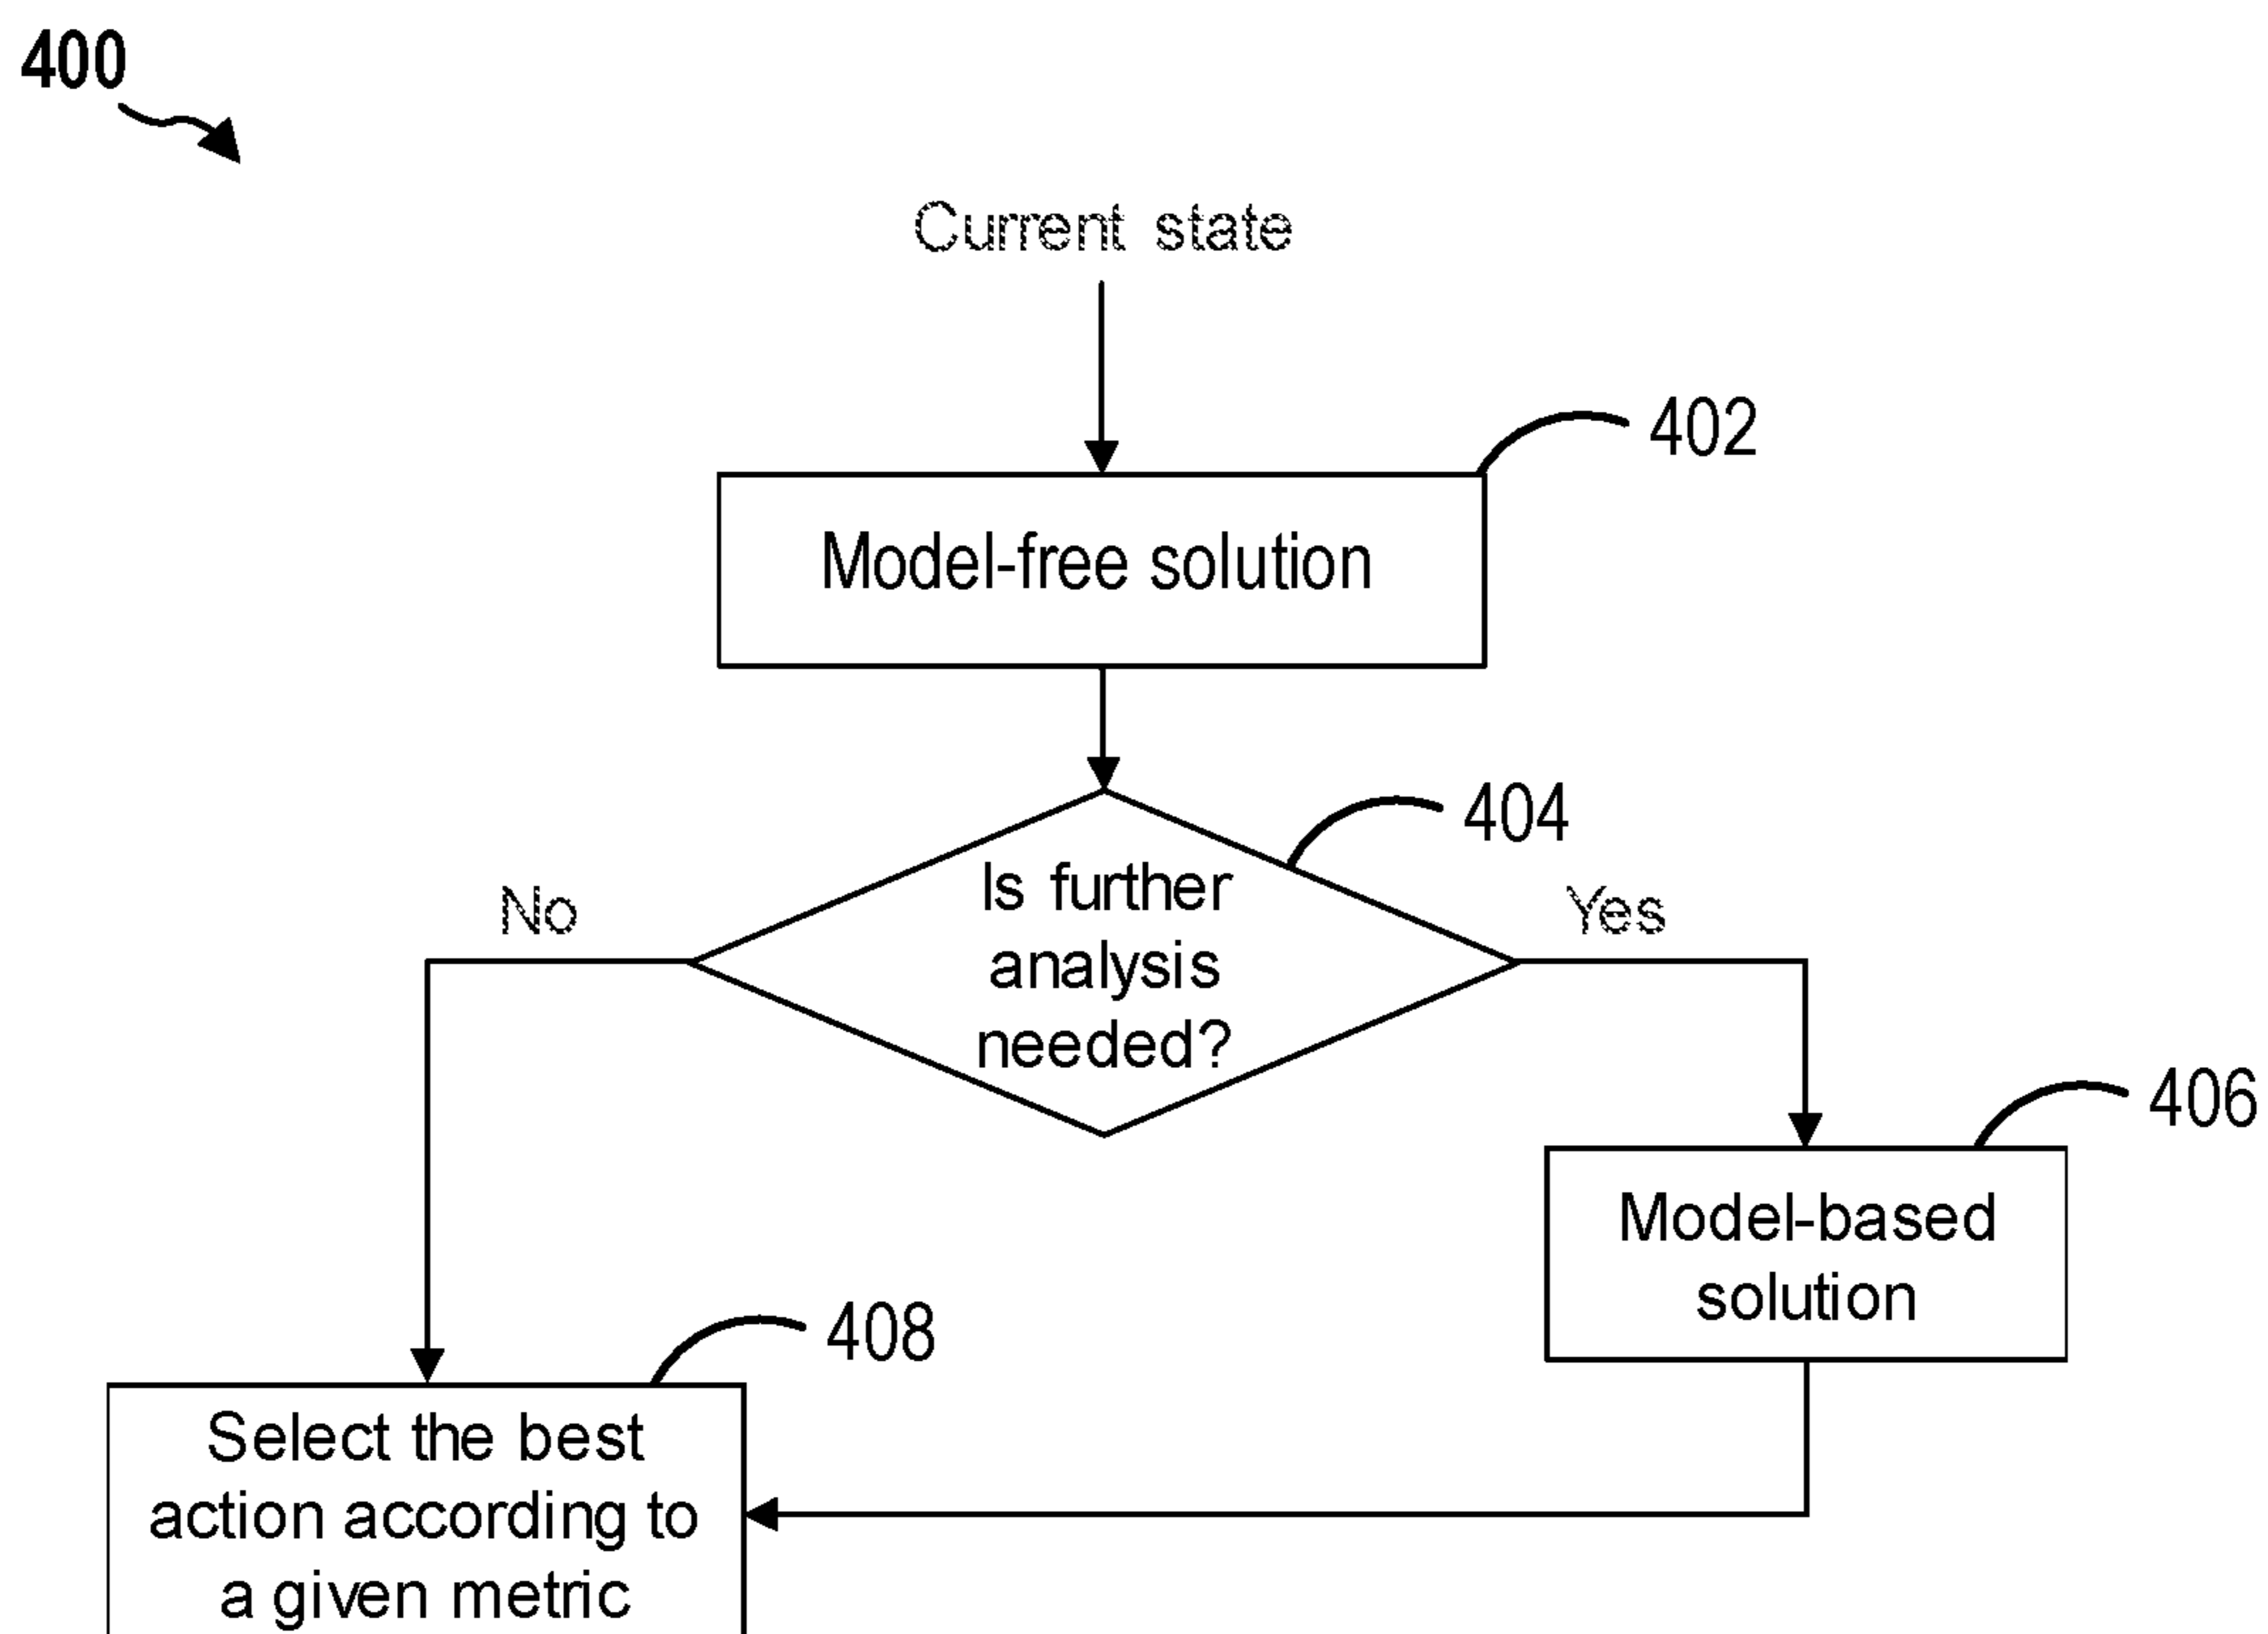 400
Current state
402
Model-free solution
404
Is further
analysis
needed?
No
Yes
406
Model-based
solution
408
Select the best
action according to
a given metric